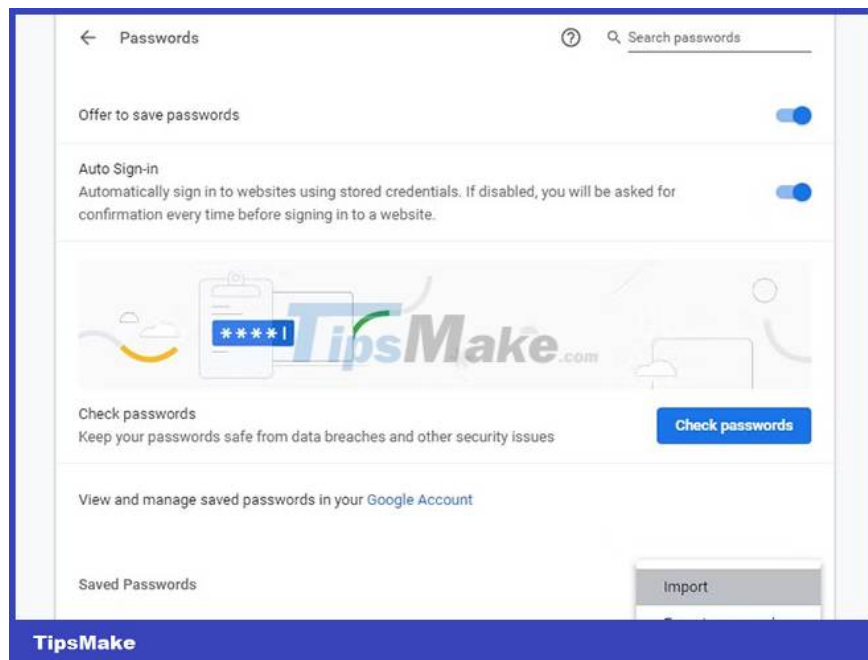 Passwords
Search passwords
Offer to save passwords
Auto Sign-in
Automatically sign in to websites using stored credentials. If disabled, you will be asked for
confirmation every time before signing in to a website.
****
TipsMake.com
Check passwords
Keep your passwords safe from data breaches and other security issues
Check passwords
View and manage saved passwords in your Google Account
Saved Passwords
Import
TipsMake